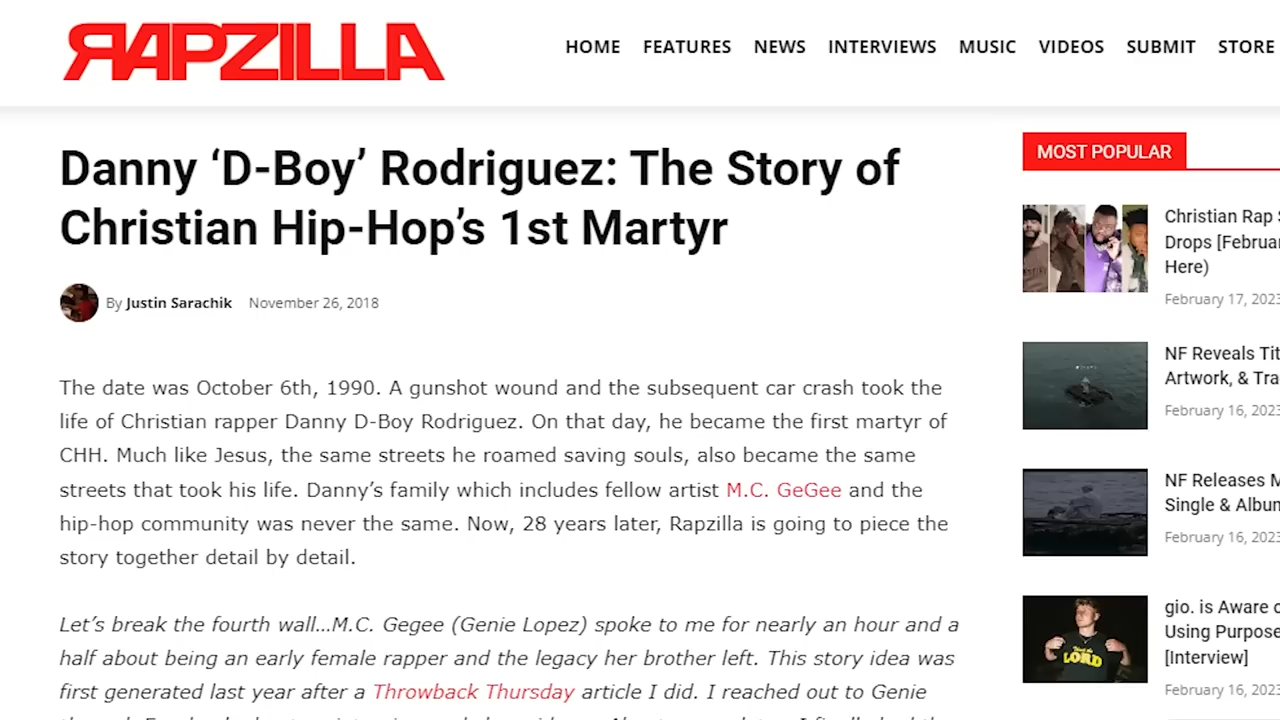 RAPZILLA
HOME FEATURES NEWS INTERVIEWS MUSIC VIDEOS SUBMIT STORE
Danny ‘D-Boy’ Rodriguez: The Story of
Christian Hip-Hop’s 1st Martyr
By Justin Sarachik November 26, 2018
The date was October 6th, 1990. A gunshot wound and the subsequent car crash took the
life of Christian rapper Danny D-Boy Rodriguez. On that day, he became the first martyr of
CHH. Much like Jesus, the same streets he roamed saving souls, also became the same
streets that took his life. Danny’s family which includes fellow artist M.C. GeGee and the
hip-hop community was never the same. Now, 28 years later, Rapzilla is going to piece the
story together detail by detail.
Let’s break the fourth wall…M.C. Gegee (Genie Lopez) spoke to me for nearly an hour and a
half about being an early female rapper and the legacy her brother left. This story idea was
first generated last year after a Throwback Thursday article I did. I reached out to Genie
MOST POPULAR
Christian Rap
Drops
Here)
February 17, 2023
NF Reveals
Artwork, &
February 16, 2023
NF Releases
Single &
February 16, 2023
LORD
gio. is Aware
Using Purpose
[Interview]
February 16, 2023